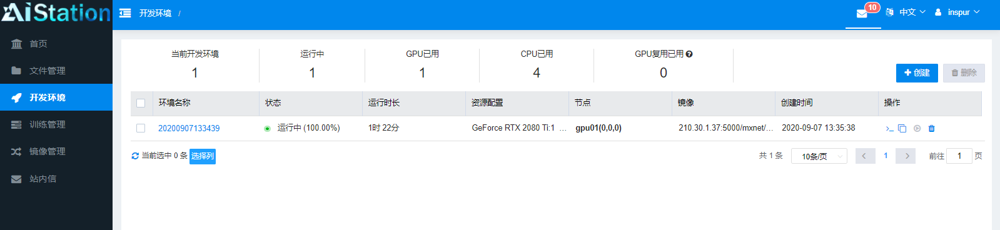 AiStation
开发环境 /
10
中文
inspur
首页
文件管理
开发环境
训练管理
镜像管理
站内信
当前开发环境
1
运行中
1
GPU已用
1
CPU已用
4
GPU复用已用
0
创建
删除
环境名称 状态 运行时长 资源配置 节点 镜像 创建时间 操作
20200907133439 运行中 (100.00%) 1时 22分 GeForce RTX 2080 Ti:1 ... gpu01(0,0,0) 210.30.1.37:5000/mxnet/... 2020-09-07 13:35:38
当前选中 0 条 选择列
共 1 条 10条/页 1 前往 1 页